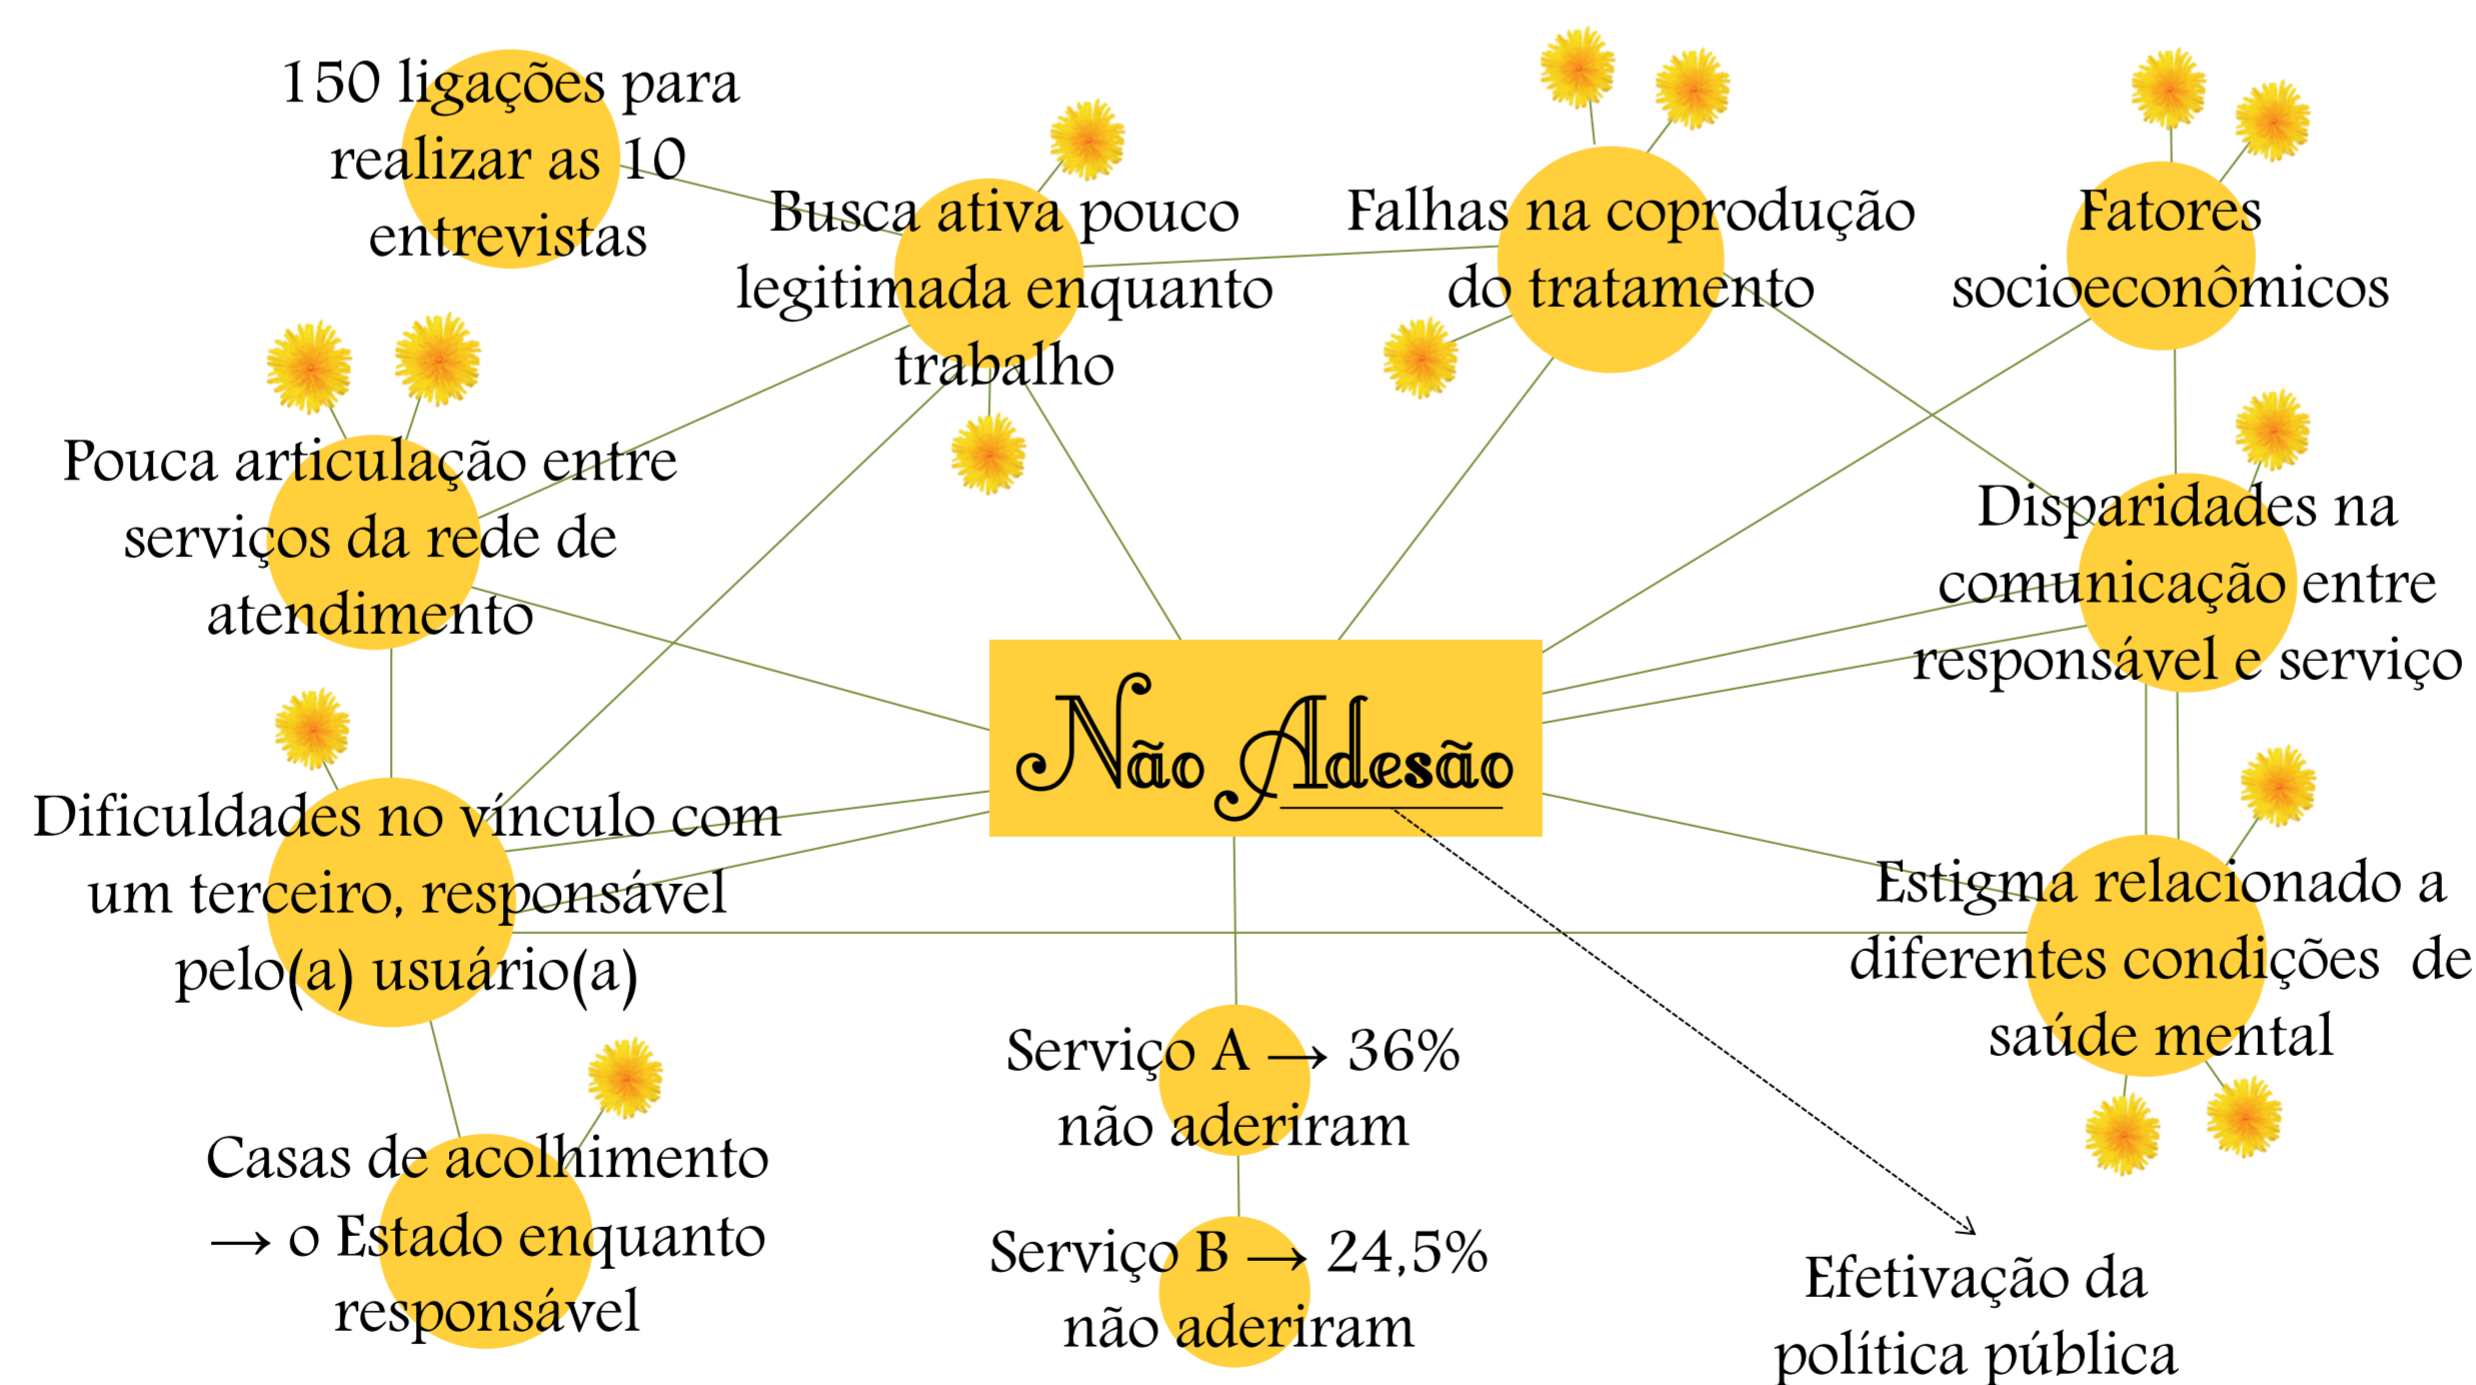 150 ligações para
realizar as 10
entrevistas
Busca ativa pouco
legitimada enquanto
trabalho
Falhas na coprodução
do tratamento
Fatores
socioeconômicos
Pouca articulação entre
serviços da rede de
atendimento
Disparidades na
comunicação entre
responsável e serviço
Não Adesão
Dificuldades no vínculo com
um terceiro, responsável
pelo(a) usuário(a)
Estigma relacionado a
diferentes condições de
saúde mental
Serviço A → 36%
não aderiram
Casas de acolhimento
→ o Estado enquanto
responsável
Serviço B → 24,5%
não aderiram
Efetivação da
política pública